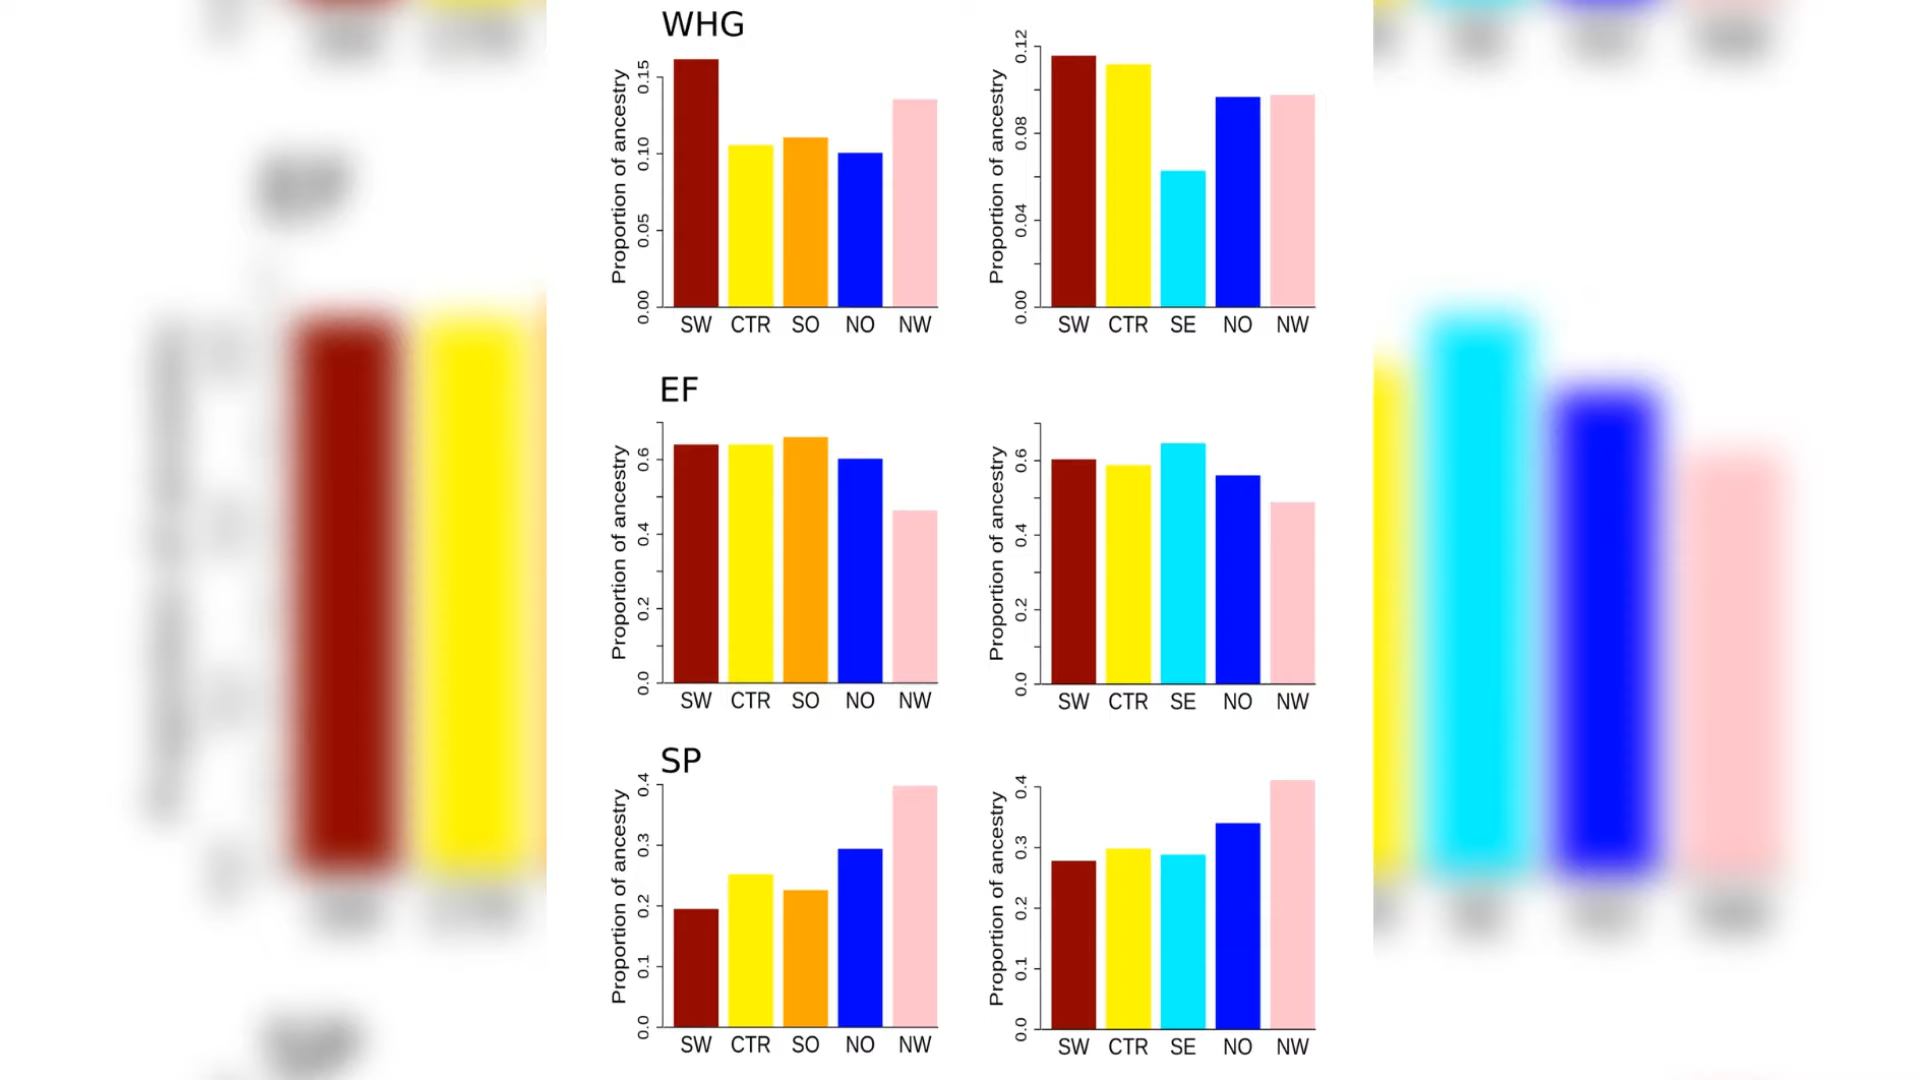 WHG
Proportion of ancestry
0.15
0.10
0.05
0.00
SW CTR SO NO NW
Proportion of ancestry
0.12
0.08
0.04
0.00
SW CTR SE NO NW
EF
Proportion of ancestry
0.6
0.4
0.2
0.0
SW CTR SO NO NW
Proportion of ancestry
0.6
0.4
0.2
0.0
SW CTR SE NO NW
SP
Proportion of ancestry
0.4
0.3
0.2
0.1
0.0
SW CTR SO NO NW
Proportion of ancestry
0.4
0.3
0.2
0.1
0.0
SW CTR SE NO NW